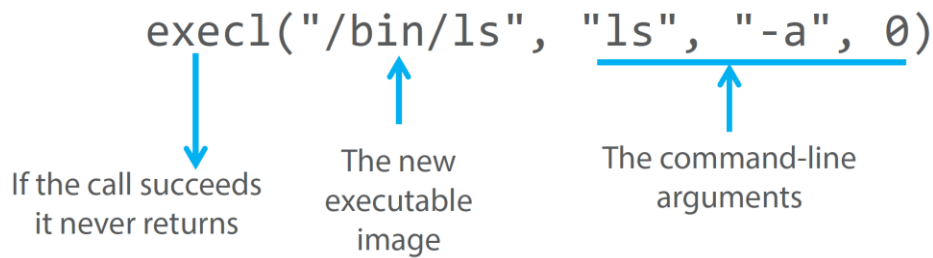 execl("/bin/ls", "ls", "-a", 0)
If the call succeeds
it never returns
The new
executable
image
The command-line
arguments